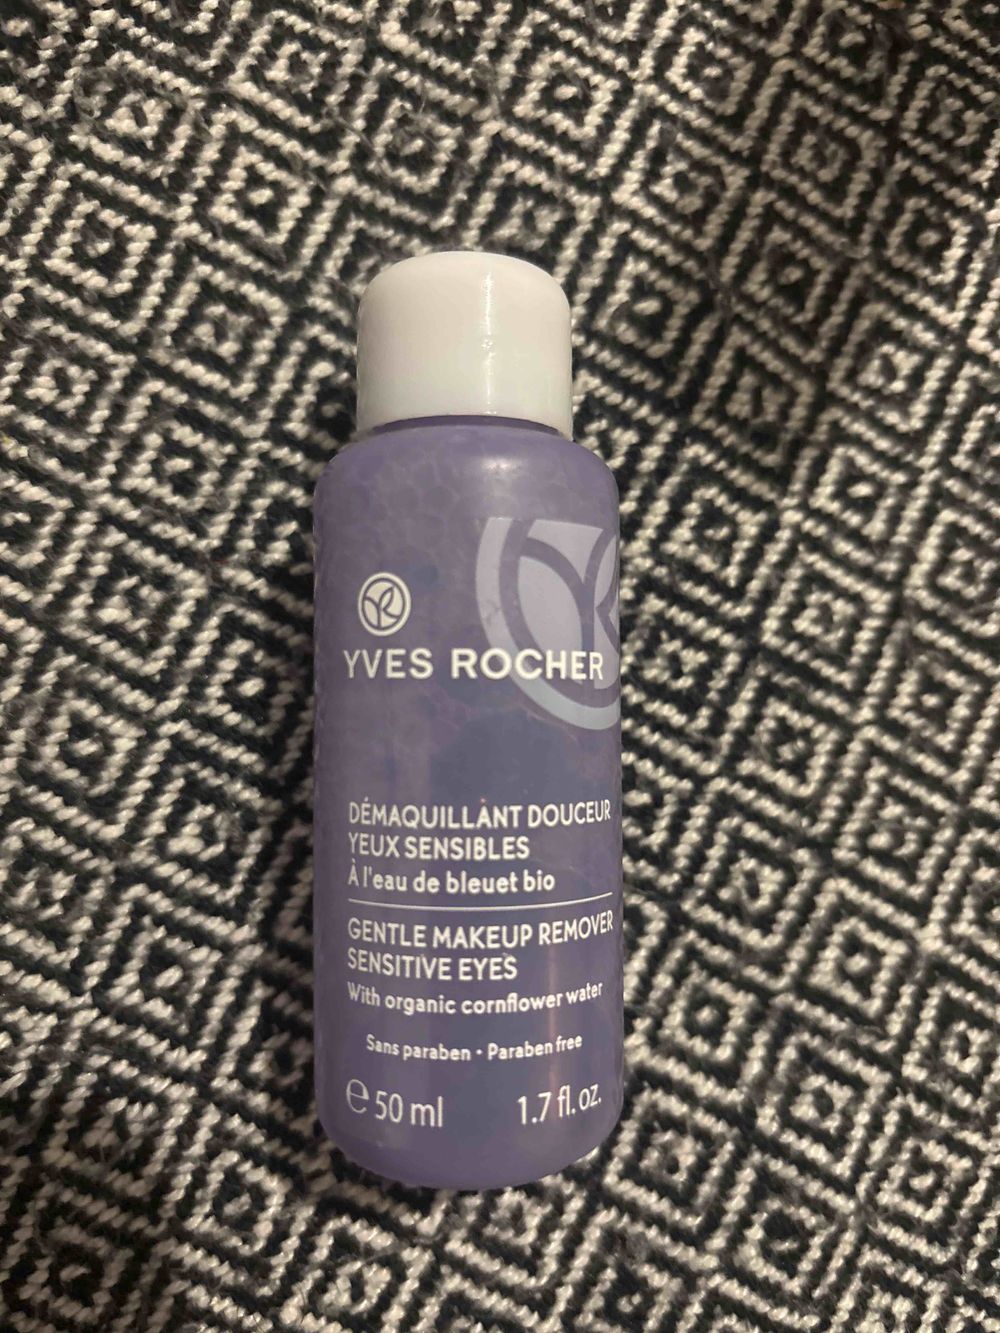 YVES ROCHER
DÉMAQUILLANT DOUCEUR
YEUX SENSIBLES
À l'eau de bleuet bio
GENTLE MAKEUP REMOVER
SENSITIVE EYES
With organic cornflower water
Sans paraben • Paraben free
℮ 50 ml 1.7 fl. oz.